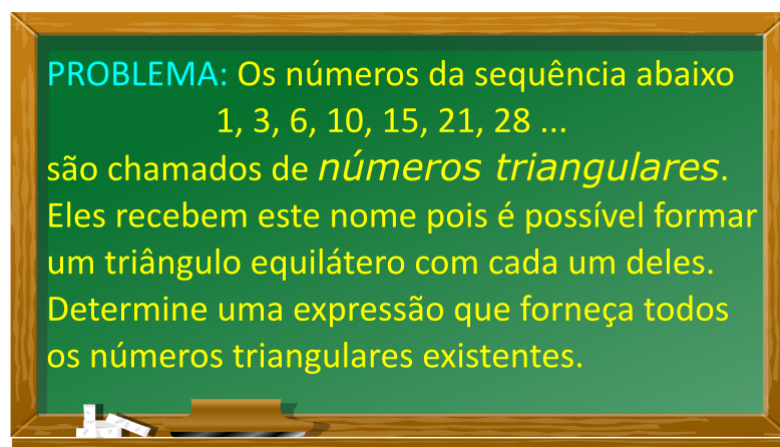 PROBLEMA: Os números da sequência abaixo
1, 3, 6, 10, 15, 21, 28 ...
são chamados de números triangulares.
Eles recebem este nome pois é possível formar
um triângulo equilátero com cada um deles.
Determine uma expressão que forneça todos
os números triangulares existentes.